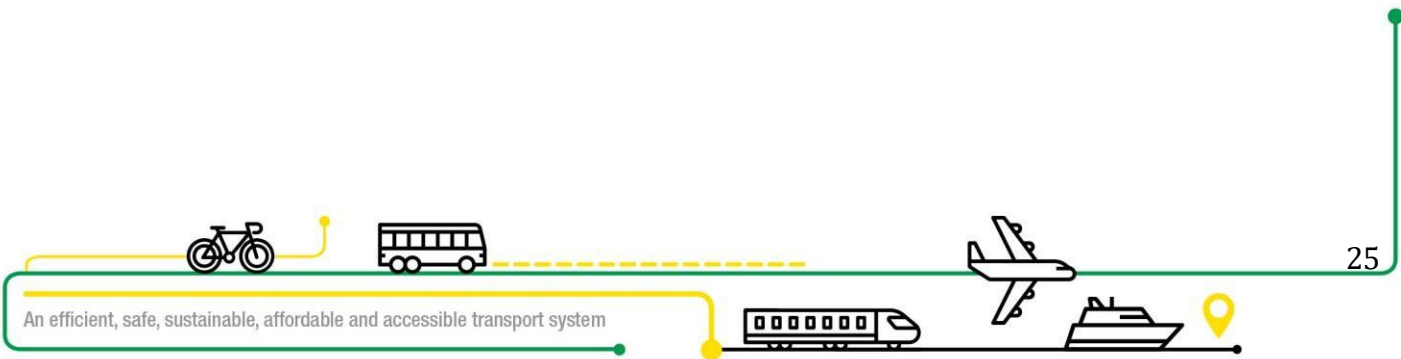 25
An efficient, safe, sustainable, affordable and accessible transport system